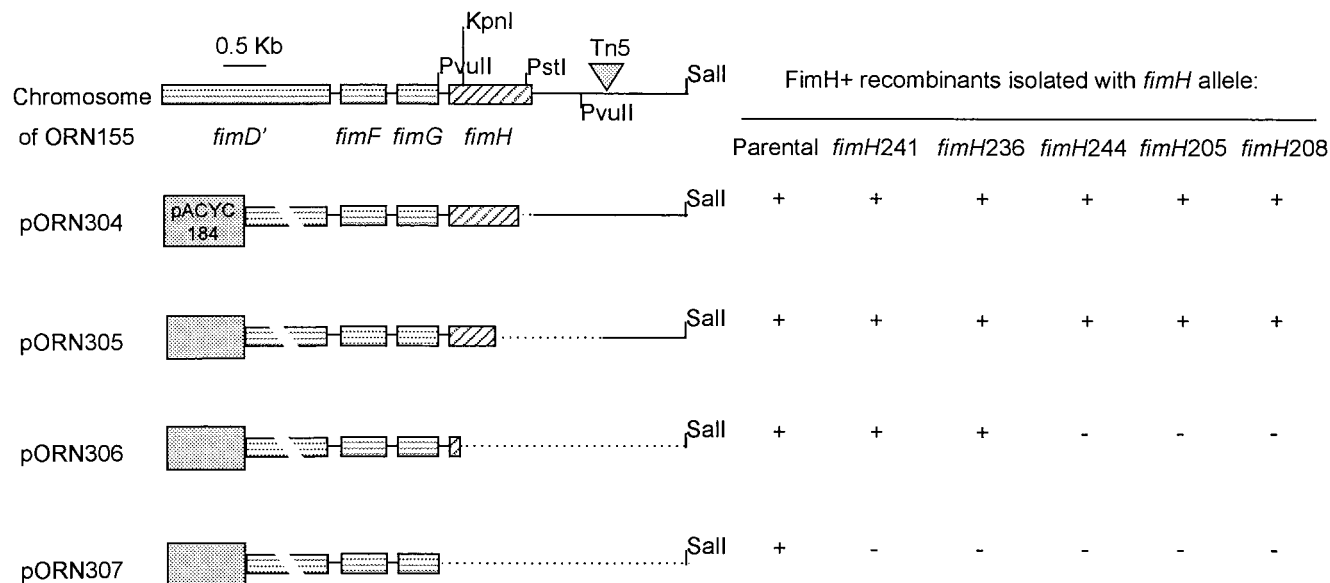 KpnI
0.5 Kb
Tn5
PvuII
PstI
SalI
FimH+ recombinants isolated with fimH allele:
Chromosome
of ORN155
PvuII
fimD'
fimF
fimG
fimH
Parental fimH241 fimH236 fimH244 fimH205 fimH208
pORN304
pACYC
184
SalI
+ + + + + +
pORN305
SalI
+ + + + + +
pORN306
SalI
+ + + - - -
pORN307
SalI
+ - - - - -